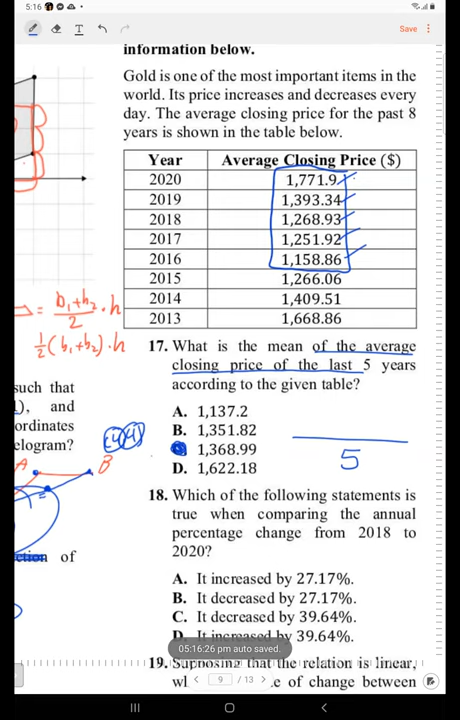 5:16
Save
information below.
Gold is one of the most important items in the
world. Its price increases and decreases every
day. The average closing price for the past 8
years is shown in the table below.
Year Average Closing Price ($)
2020 1,771.9
2019 1,393.34
2018 1,268.93
2017 1,251.92
2016 1,158.86
2015 1,266.06
2014 1,409.51
2013 1,668.86
= b₁+b₂/2 · h
½(b₁+b₂)·h
17. What is the mean of the average
closing price of the last 5 years
according to the given table?
A. 1,137.2
B. 1,351.82
1,368.99
D. 1,622.18
5
such that
), and
ordinates
elogram?
A
B
ction of
18. Which of the following statements is
true when comparing the annual
percentage change from 2018 to
2020?
A. It increased by 27.17%.
B. It decreased by 27.17%.
C. It decreased by 39.64%.
D. It increased by 39.64%.
05:16:26 pm auto saved.
19. Supposing that the relation is linear,
e of change between
9 / 13